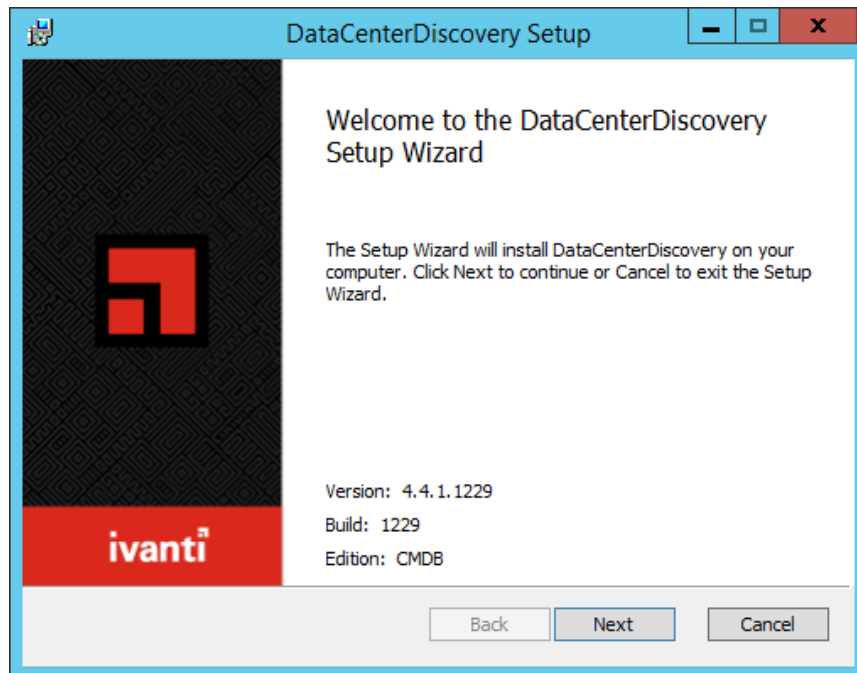 DataCenterDiscovery Setup
Welcome to the DataCenterDiscovery
Setup Wizard
The Setup Wizard will install DataCenterDiscovery on your
computer. Click Next to continue or Cancel to exit the Setup
Wizard.
Version: 4.4.1.1229
Build: 1229
Edition: CMDB
ivanti
Back
Next
Cancel